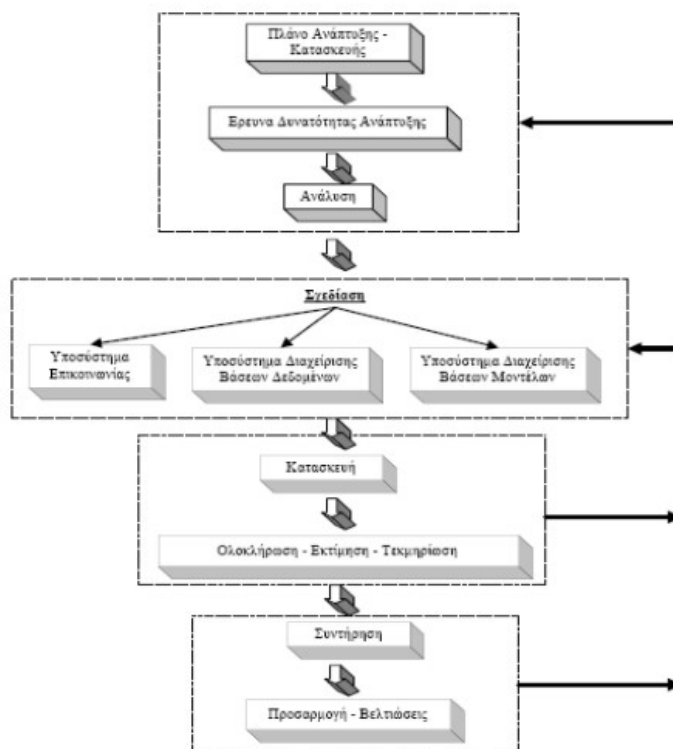 Πλάνο Ανάπτυξης -
Κατασκευής
Ερευνα Δυνατότητας Ανάπτυξης
Ανάλυση
Σχεδίαση
Υποσύστημα
Επικοινωνίας
Υποσύστημα Διαχείρισης
Βάσεων Δεδομένων
Υποσύστημα Διαχείρισης
Βάσεων Μοντέλων
Κατασκευή
Ολοκλήρωση - Εκτίμηση - Τεκμηρίωση
Συντήρηση
Προσαρμογή - Βελτιώσεις